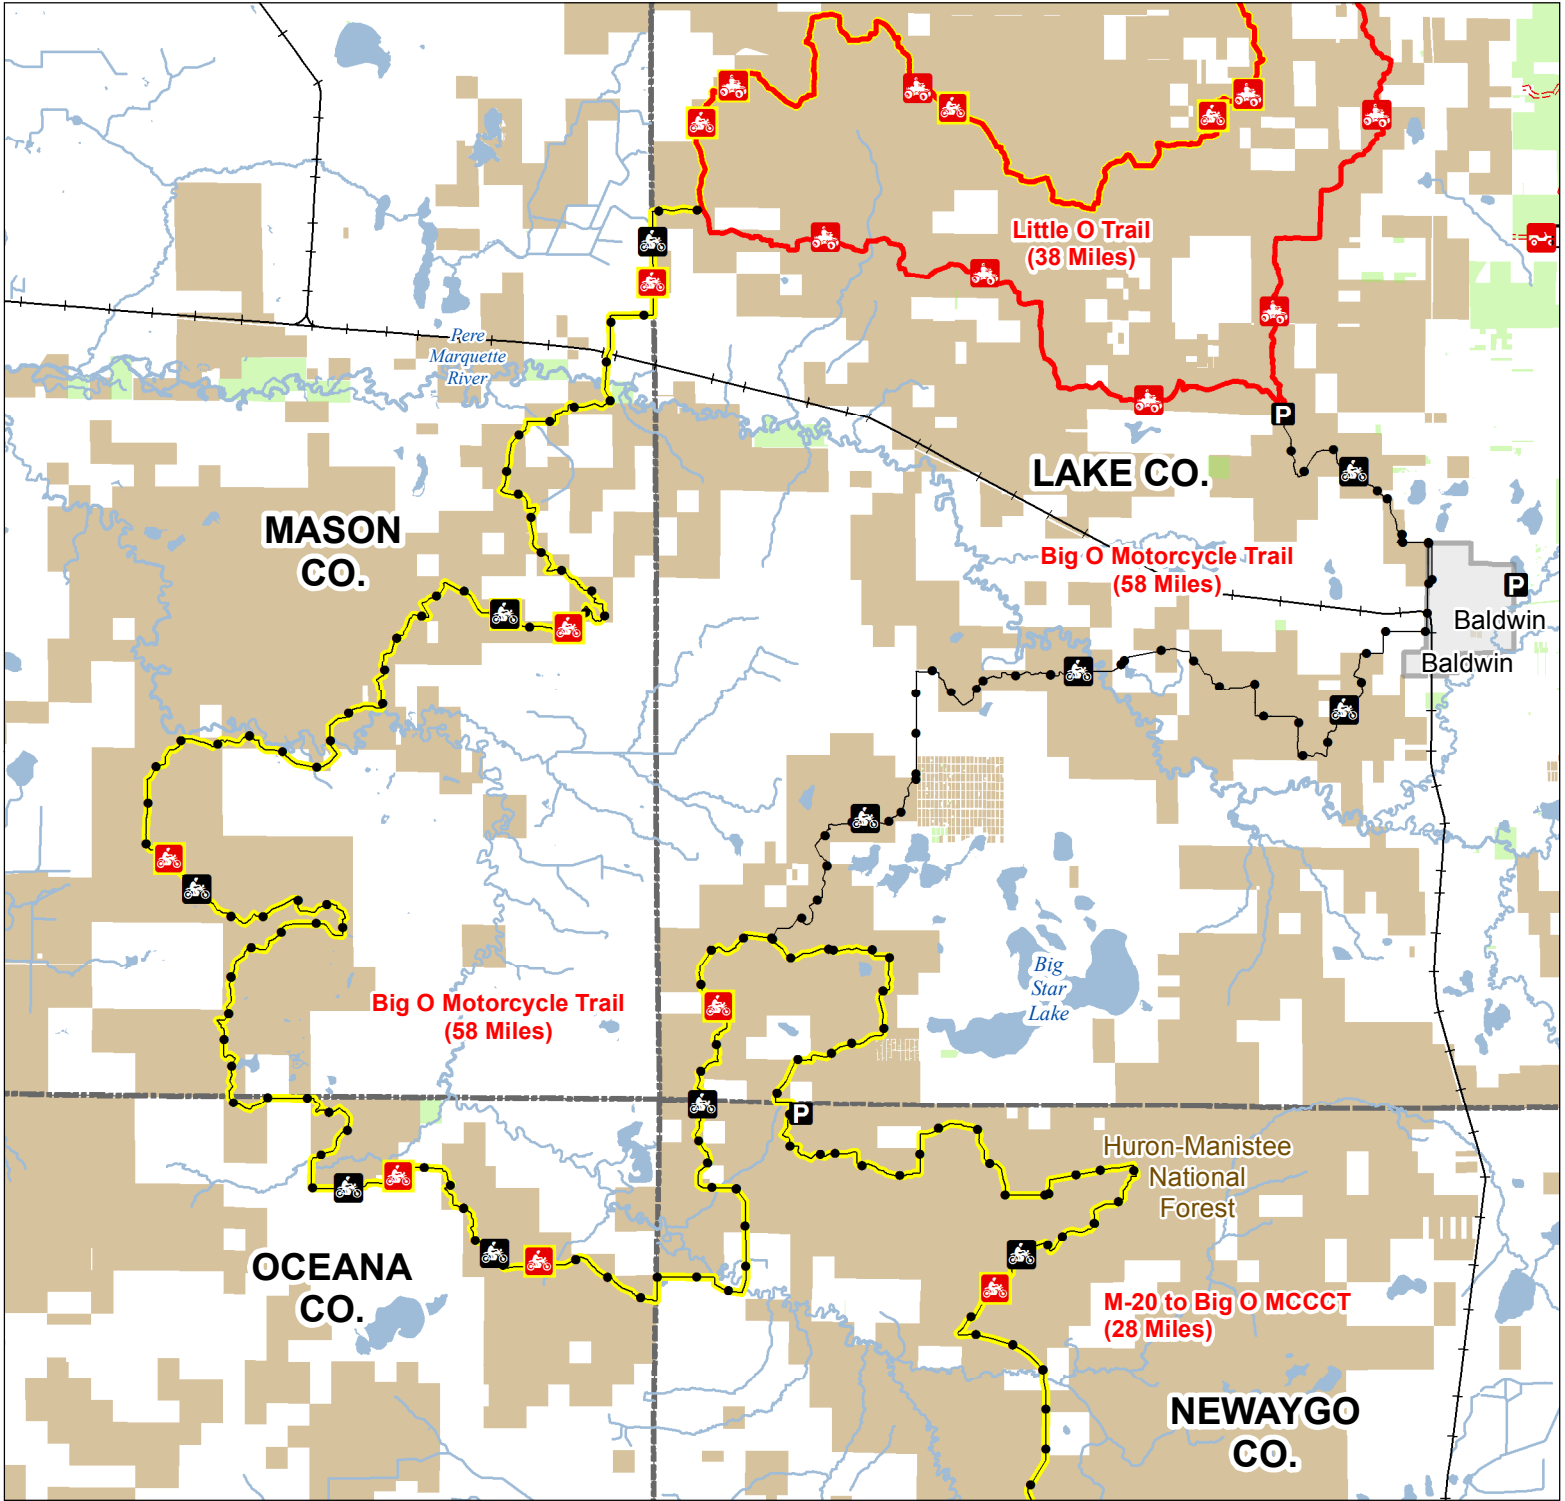 Little O Trail
(38 Miles)
Pere
Marquette
River
P
LAKE CO.
MASON
CO.
Big O Motorcycle Trail
(58 Miles)
P
Baldwin
Baldwin
Big
Star
Lake
Big O Motorcycle Trail
(58 Miles)
P
Huron-Manistee
National
Forest
OCEANA
CO.
M-20 to Big O MCCCT
(28 Miles)
NEWAYGO
CO.